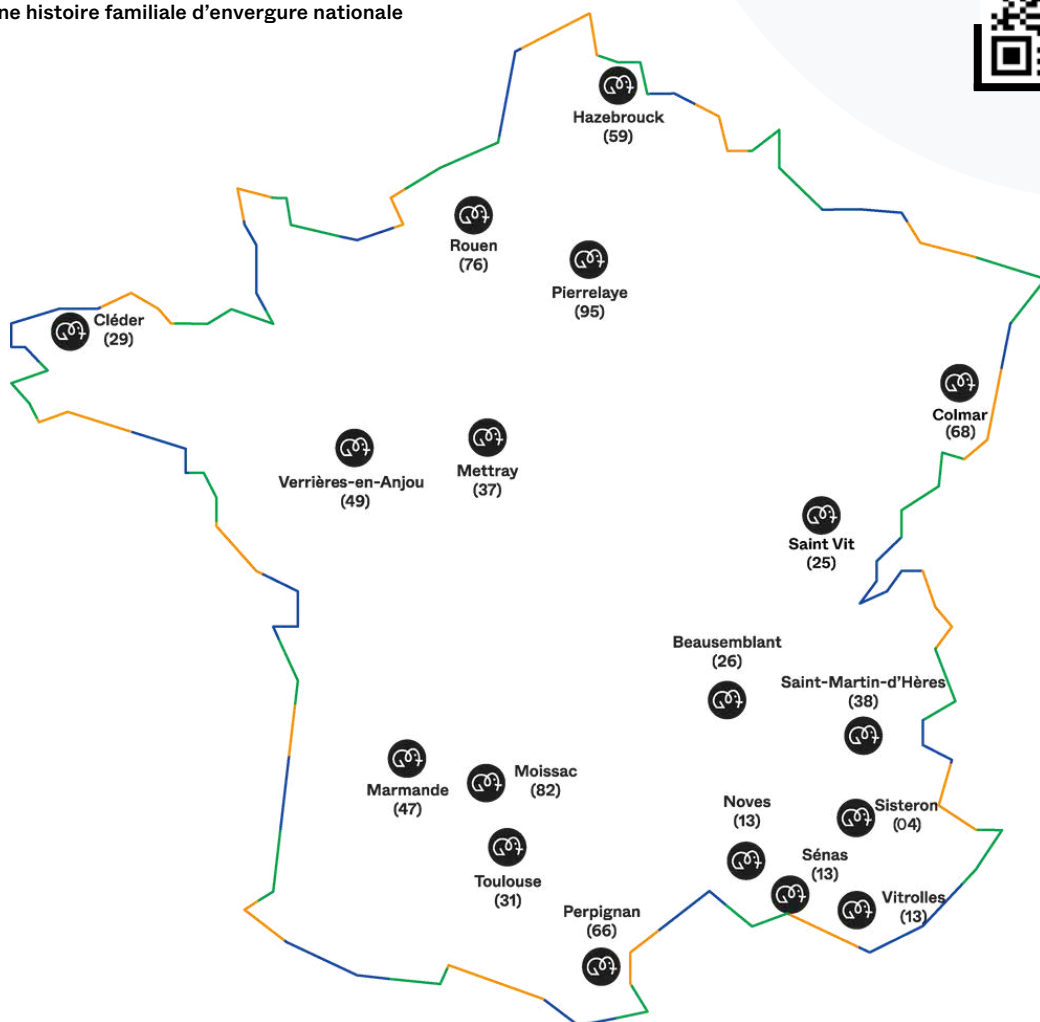 ne histoire familiale d’envergure nationale
Hazebrouck
(59)
Rouen
(76)
Pierrelaye
(95)
Cléder
(29)
Colmar
(68)
Verrières-en-Anjou
(49)
Mettray
(37)
Saint Vit
(25)
Beausemblant
(26)
Saint-Martin-d’Hères
(38)
Marmande
(47)
Moissac
(82)
Noves
(13)
Sisteron
(04)
Sénas
(13)
Toulouse
(31)
Vitrolles
(13)
Perpignan
(66)